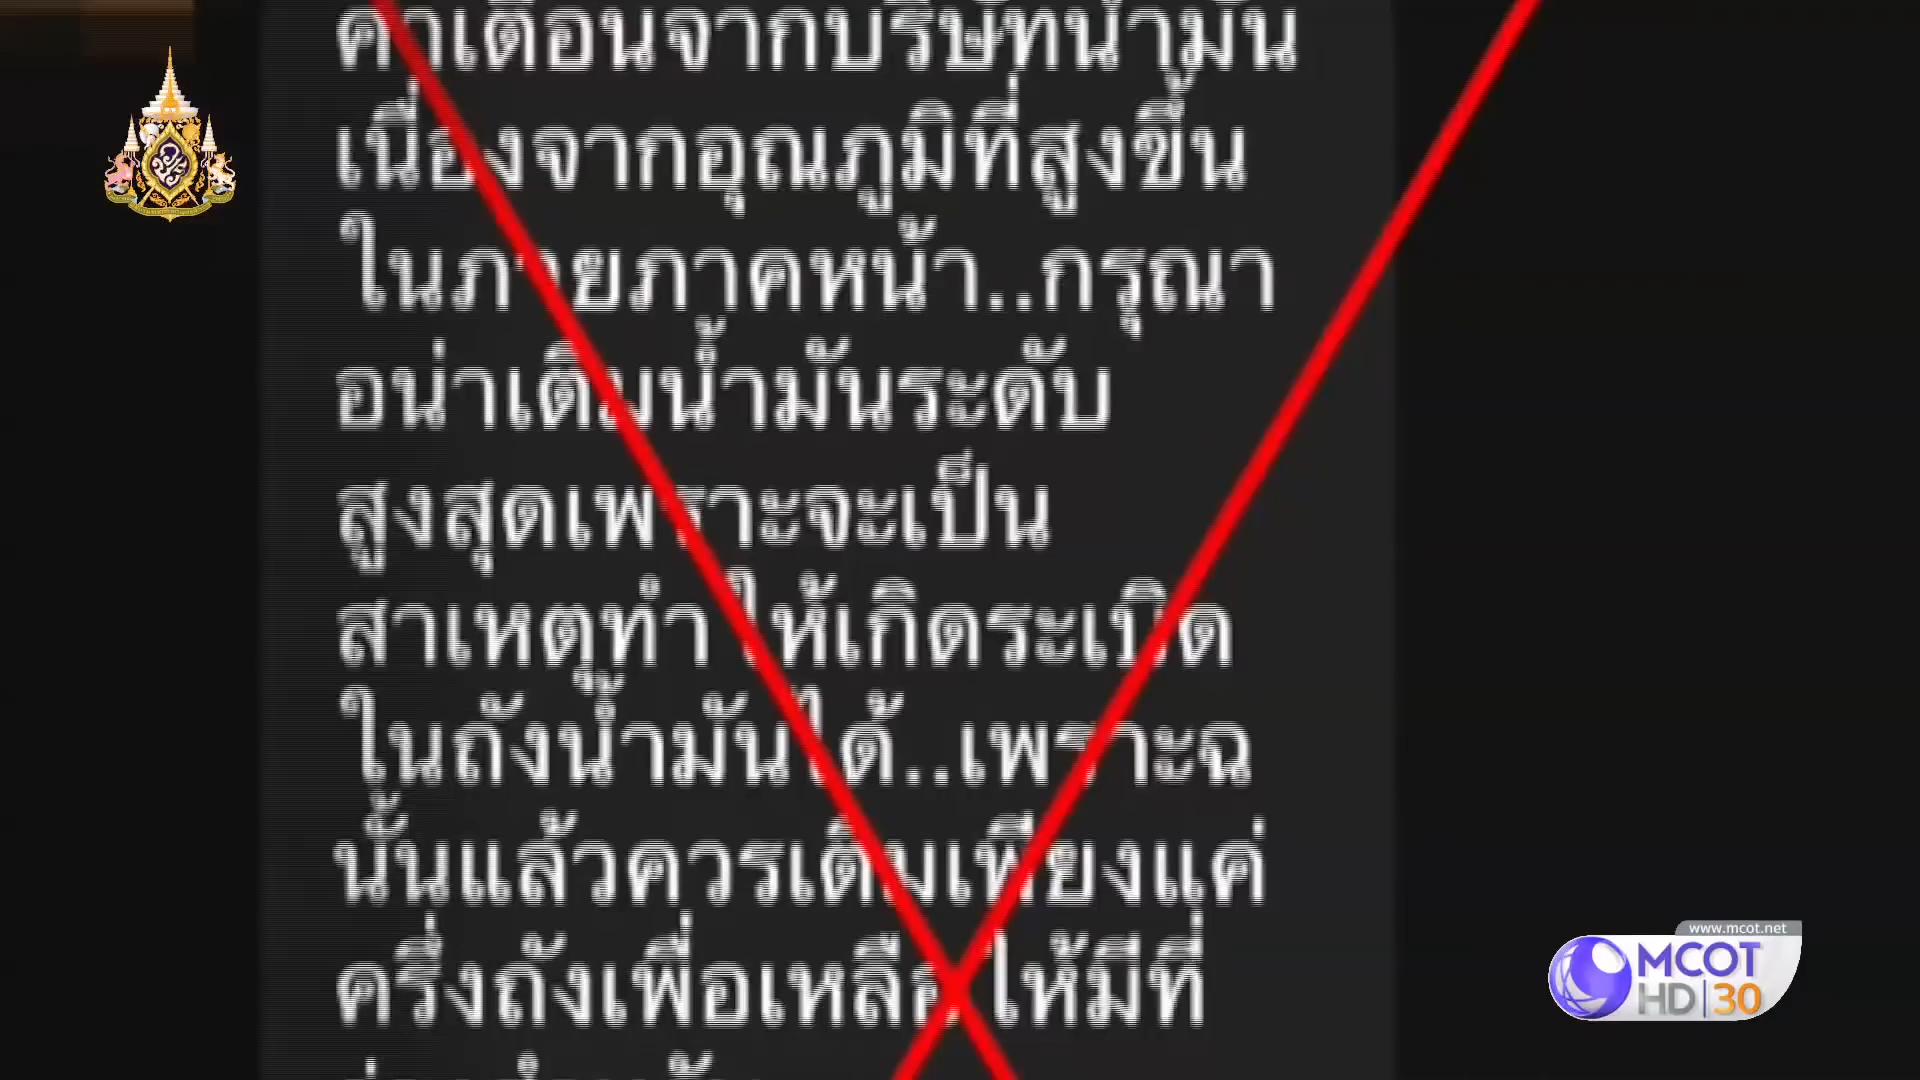 คำเตือนจากบริษัทน้ำมัน
เนื่องจากอุณภูมิที่สูงขึ้น
ในภายภาคหน้า..กรุณา
อน่าเติมน้ำมันระดับ
สูงสุดเพราะจะเป็น
สาเหตุทำให้เกิดระเบิด
ในถังน้ำมันได้..เพราะฉ
นั้นแล้วควรเติมเพียงแค่
ครึ่งถังเพื่อเหลือให้มีที่
www.mcot.net
MCOT
HD|30